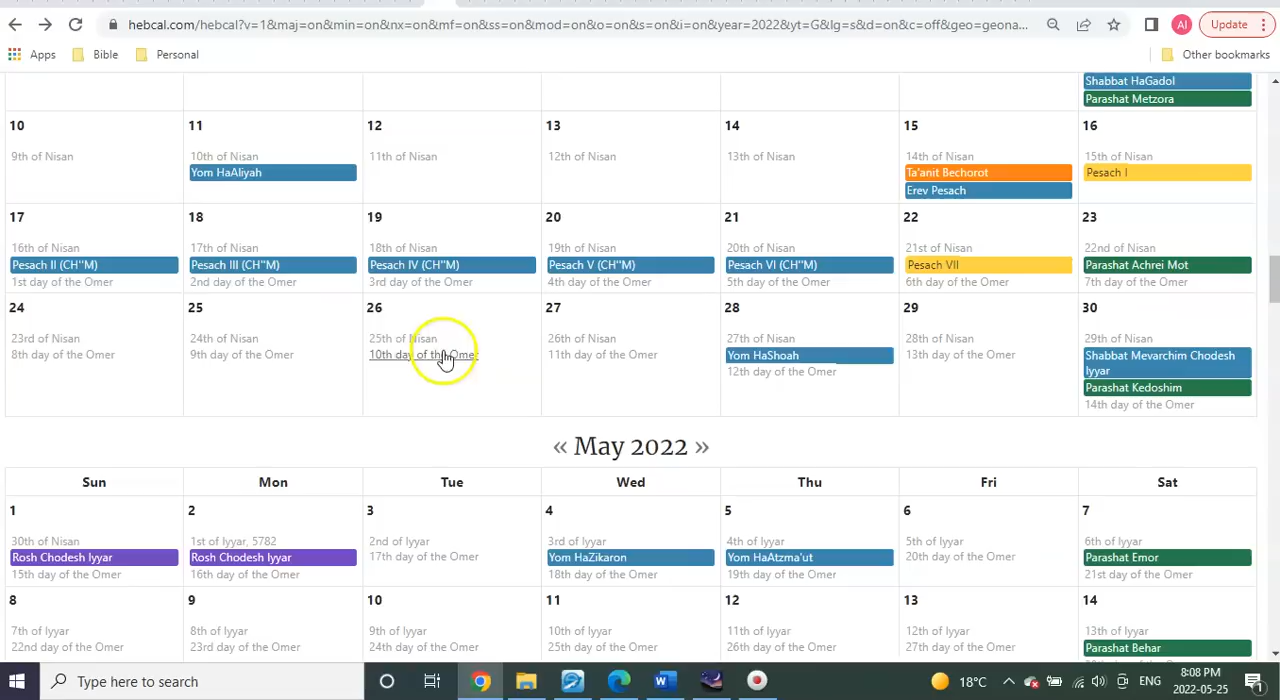 hebcal.com/hebcal?v=1&maj=on&min=on&nx=on&mf=on&ss=on&mod=on&o=on&s=on&i=on&year=2022&yt=G&lg=s&d=on&c=off&geo=geona...
AI
Update
Apps
Bible
Personal
Other bookmarks
Shabbat HaGadol
Parashat Metzora
10 11 12 13 14 15 16
9th of Nisan 10th of Nisan 11th of Nisan 12th of Nisan 13th of Nisan 14th of Nisan 15th of Nisan
Yom HaAliyah Ta'anit Bechorot Pesach I
Erev Pesach
17 18 19 20 21 22 23
16th of Nisan 17th of Nisan 18th of Nisan 19th of Nisan 20th of Nisan 21st of Nisan 22nd of Nisan
Pesach II (CH''M) Pesach III (CH''M) Pesach IV (CH''M) Pesach V (CH''M) Pesach VI (CH''M) Pesach VII Parashat Achrei Mot
1st day of the Omer 2nd day of the Omer 3rd day of the Omer 4th day of the Omer 5th day of the Omer 6th day of the Omer 7th day of the Omer
24 25 26 27 28 29 30
23rd of Nisan 24th of Nisan 25th of Nisan 26th of Nisan 27th of Nisan 28th of Nisan 29th of Nisan
8th day of the Omer 9th day of the Omer 10th day of the Omer 11th day of the Omer Yom HaShoah 13th day of the Omer Shabbat Mevarchim Chodesh
12th day of the Omer Iyyar
Parashat Kedoshim
14th day of the Omer
« May 2022 »
Sun Mon Tue Wed Thu Fri Sat
1 2 3 4 5 6 7
30th of Nisan 1st of Iyyar, 5782 2nd of Iyyar 3rd of Iyyar 4th of Iyyar 5th of Iyyar 6th of Iyyar
Rosh Chodesh Iyyar Rosh Chodesh Iyyar 17th day of the Omer Yom HaZikaron Yom HaAtzma'ut 20th day of the Omer Parashat Emor
15th day of the Omer 16th day of the Omer 18th day of the Omer 19th day of the Omer 21st day of the Omer
8 9 10 11 12 13 14
7th of Iyyar 8th of Iyyar 9th of Iyyar 10th of Iyyar 11th of Iyyar 12th of Iyyar 13th of Iyyar
22nd day of the Omer 23rd day of the Omer 24th day of the Omer 25th day of the Omer 26th day of the Omer 27th day of the Omer Parashat Behar
Type here to search
18°C
ENG
8:08 PM
2022-05-25
1